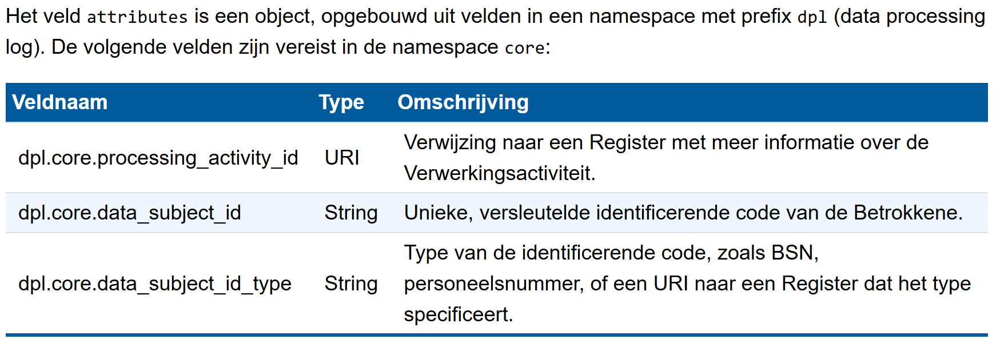 Het veld attributes is een object, opgebouwd uit velden in een namespace met prefix dpl (data processing
log). De volgende velden zijn vereist in de namespace core:
Veldnaam Type Omschrijving
dpl.core.processing_activity_id URI Verwijzing naar een Register met meer informatie over de
Verwerkingsactiviteit.
dpl.core.data_subject_id String Unieke, versleutelde identificerende code van de Betrokkene.
dpl.core.data_subject_id_type String Type van de identificerende code, zoals BSN,
personeelsnummer, of een URI naar een Register dat het type
specificeert.